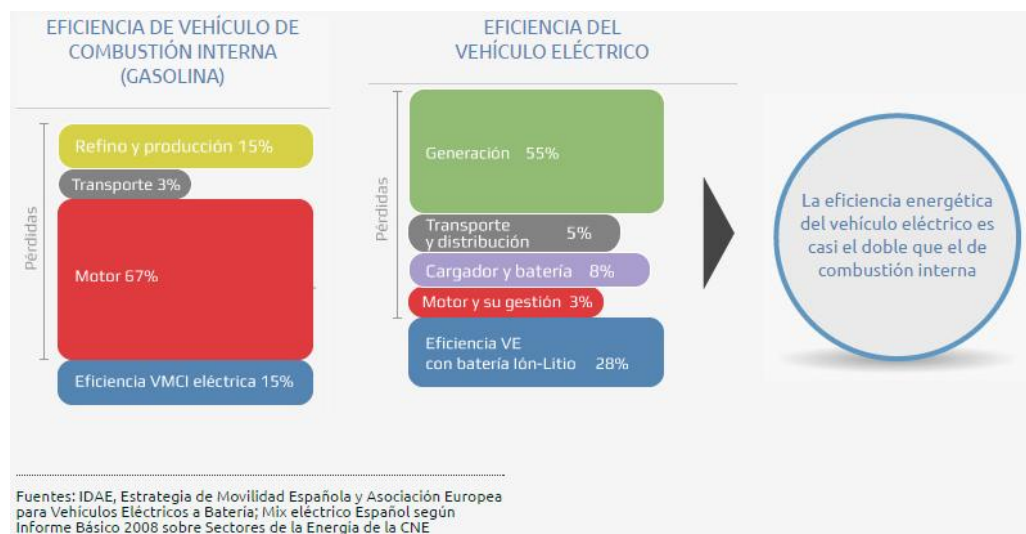 EFICIENCIA DE VEHÍCULO DE
COMBUSTIÓN INTERNA
(GASOLINA)
Pérdidas
Refino y producción 15%
Transporte 3%
Motor 67%
Eficiencia VMCI eléctrica 15%
EFICIENCIA DEL
VEHÍCULO ELÉCTRICO
Pérdidas
Generación 55%
Transporte
y distribución 5%
Cargador y batería 8%
Motor y su gestión 3%
Eficiencia VE
con batería Ión-Litio 28%
La eficiencia energética
del vehículo eléctrico es
casi el doble que el de
combustión interna
Fuentes: IDAE, Estrategia de Movilidad Española y Asociación Europea
para Vehículos Eléctricos a Batería; Mix eléctrico Español según
Informe Básico 2008 sobre Sectores de la Energía de la CNE